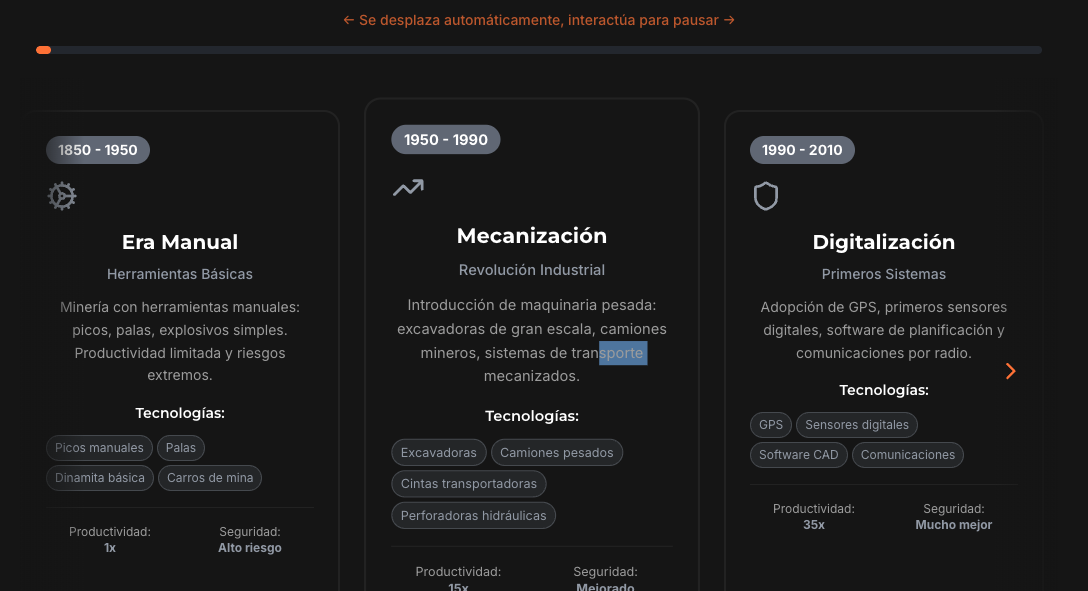 ← Se desplaza automáticamente, interactúa para pausar →
1850 - 1950
Era Manual
Herramientas Básicas
Minería con herramientas manuales:
picos, palas, explosivos simples.
Productividad limitada y riesgos
extremos.
Tecnologías:
Picos manuales
Palas
Dinamita básica
Carros de mina
Productividad:
1x
Seguridad:
Alto riesgo
1950 - 1990
Mecanización
Revolución Industrial
Introducción de maquinaria pesada:
excavadoras de gran escala, camiones
mineros, sistemas de transporte
mecanizados.
Tecnologías:
Excavadoras
Camiones pesados
Cintas transportadoras
Perforadoras hidráulicas
Productividad:
15x
Seguridad:
Mejorado
1990 - 2010
Digitalización
Primeros Sistemas
Adopción de GPS, primeros sensores
digitales, software de planificación y
comunicaciones por radio.
Tecnologías:
GPS
Sensores digitales
Software CAD
Comunicaciones
Productividad:
35x
Seguridad:
Mucho mejor